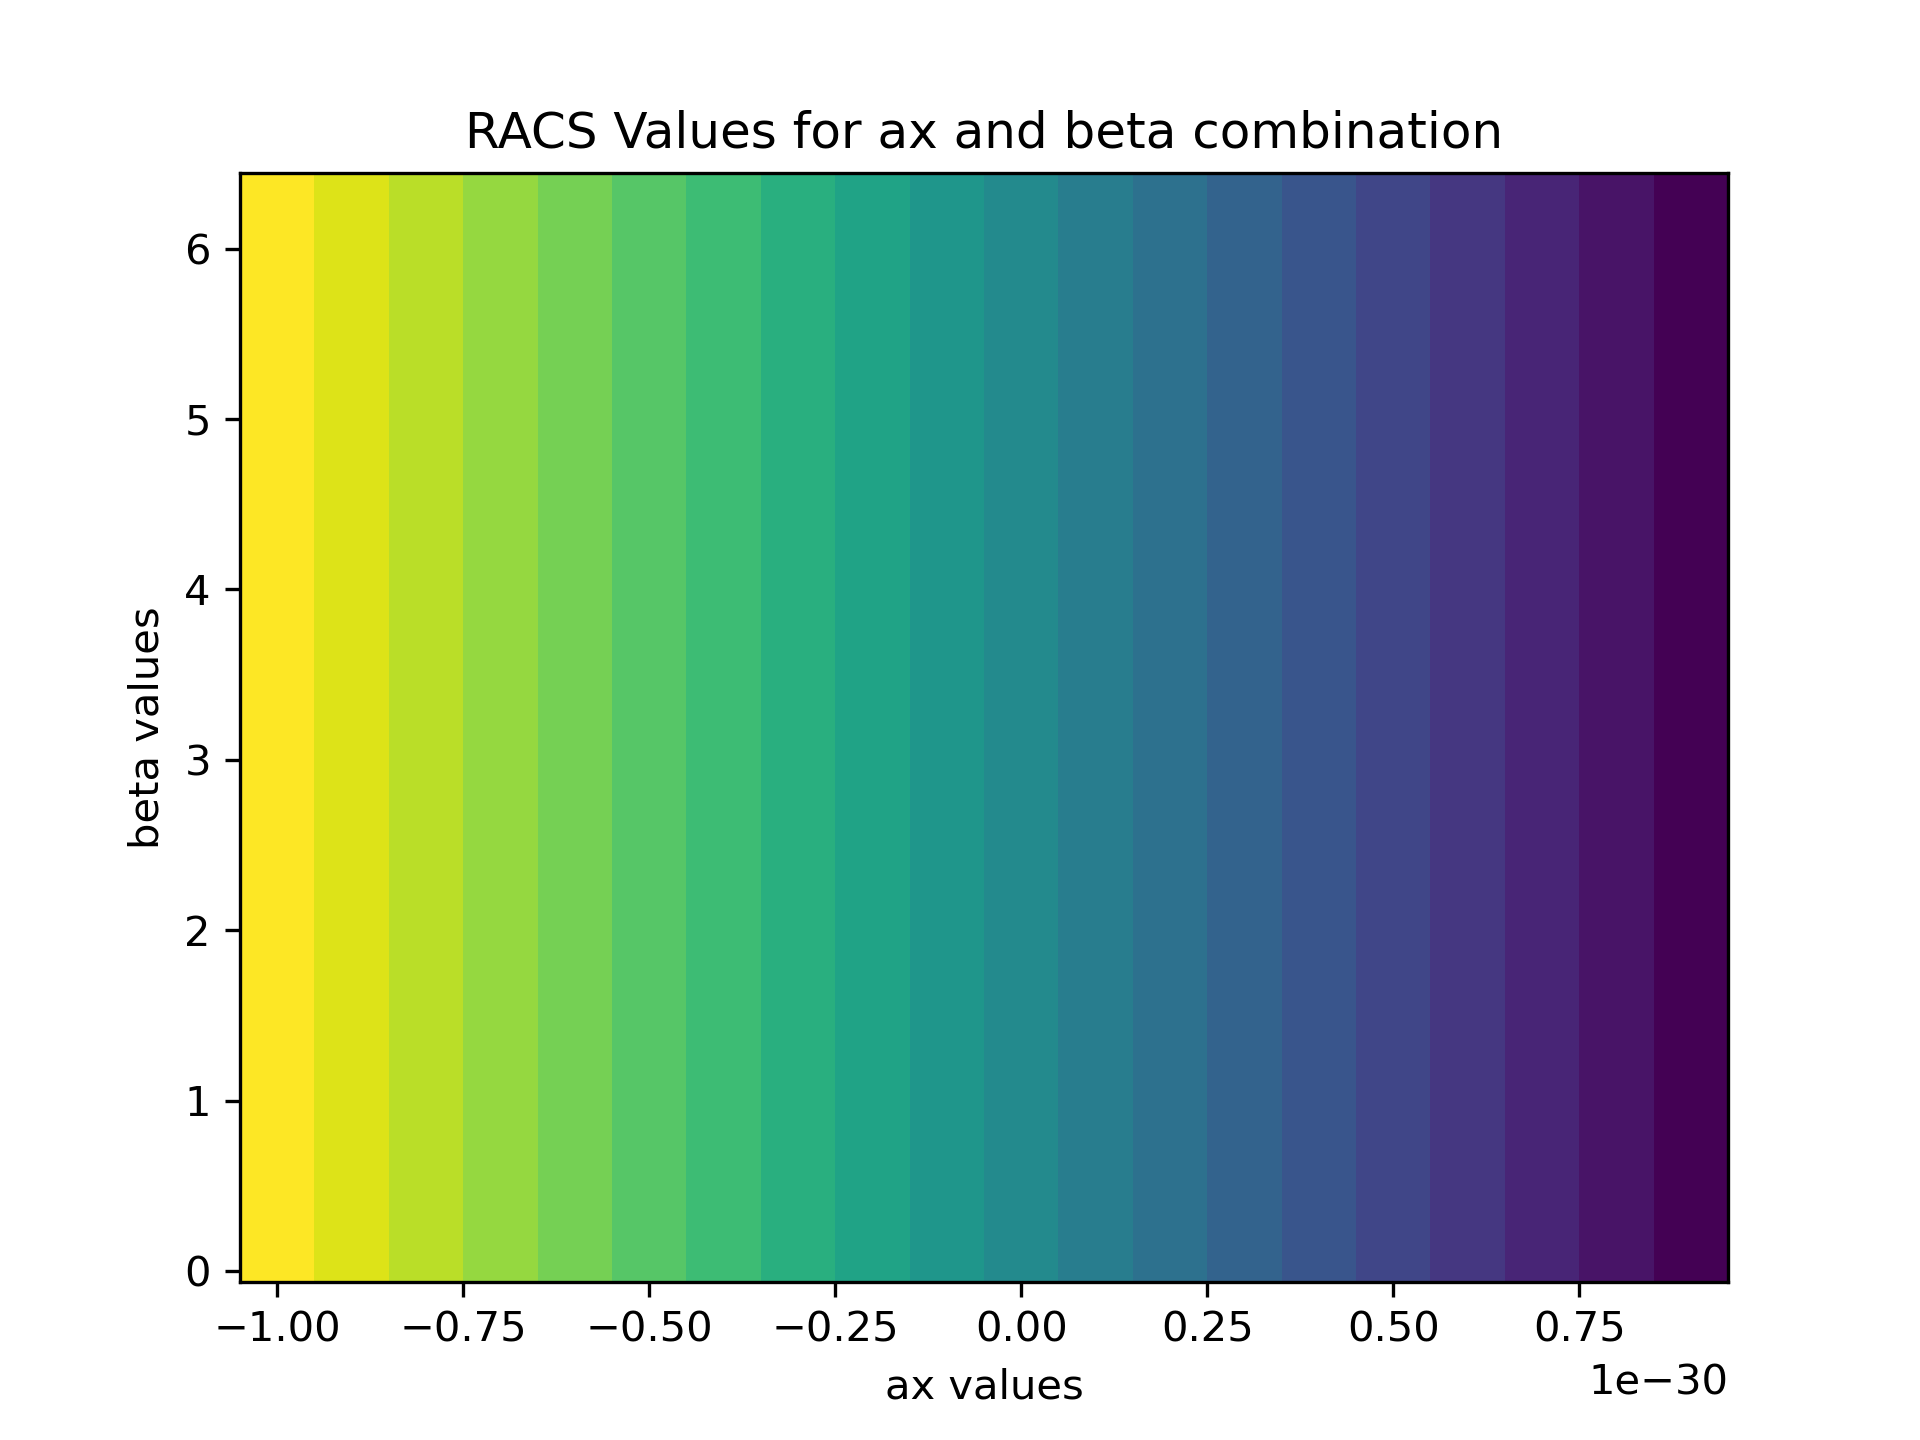 RACS Values for ax and beta combination
beta values
6
5
4
3
2
1
0
−1.00 −0.75 −0.50 −0.25 0.00 0.25 0.50 0.75
1e−30
ax values